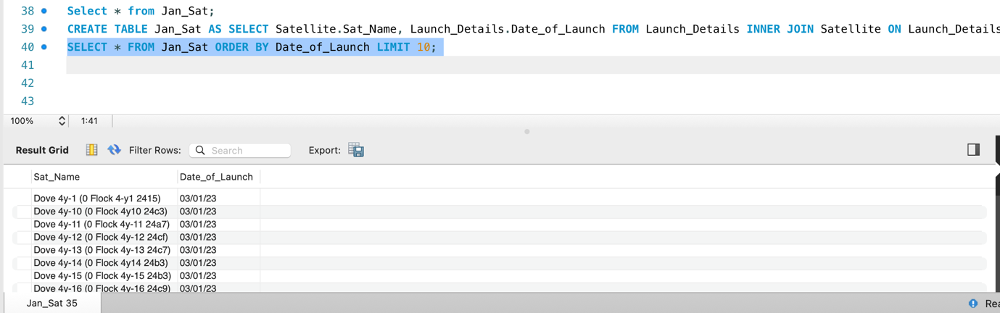 38 Select * from Jan_Sat;
39 CREATE TABLE Jan_Sat AS SELECT Satellite.Sat_Name, Launch_Details.Date_of_Launch FROM Launch_Details INNER JOIN Satellite ON Launch_Details
40 SELECT * FROM Jan_Sat ORDER BY Date_of_Launch LIMIT 10;
41
42
43
100% 1:41
Result Grid Filter Rows: Search Export:
Sat_Name Date_of_Launch
Dove 4y-1 (0 Flock 4-y1 2415) 03/01/23
Dove 4y-10 (0 Flock 4y10 24c3) 03/01/23
Dove 4y-11 (0 Flock 4y-11 24a7) 03/01/23
Dove 4y-12 (0 Flock 4y-12 24cf) 03/01/23
Dove 4y-13 (0 Flock 4y-13 24c7) 03/01/23
Dove 4y-14 (0 Flock 4y14 24b3) 03/01/23
Dove 4y-15 (0 Flock 4y-15 24b3) 03/01/23
Dove 4y-16 (0 Flock 4y-16 24c9) 03/01/23
Jan_Sat 35 Rea